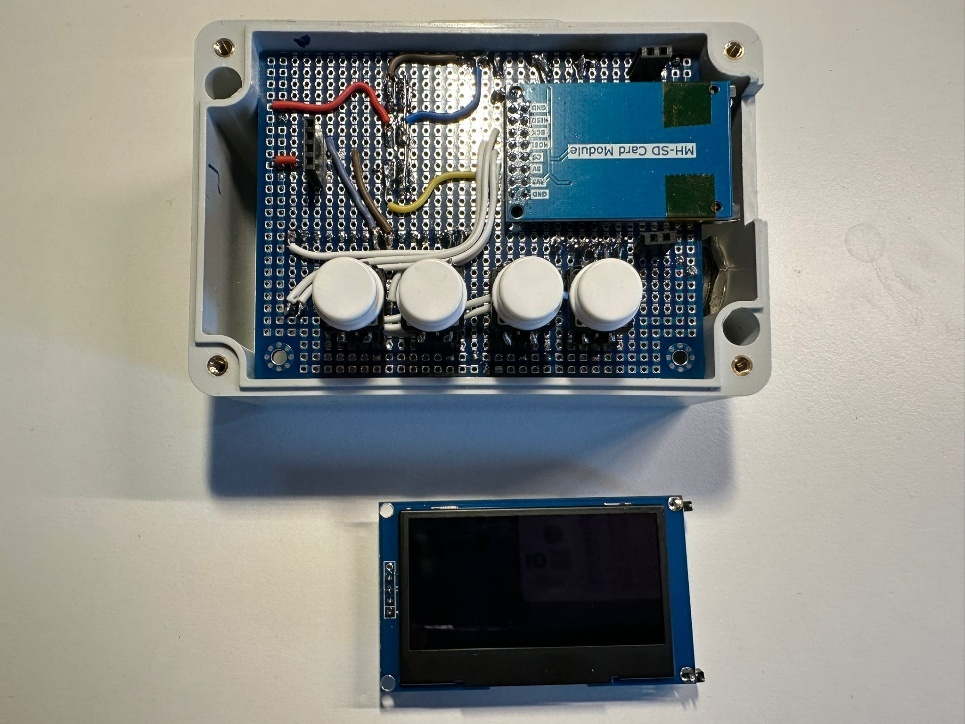 GND
MISO
SCK
MOSI
CS
5V
3V3
GND
MH-SD Card Module